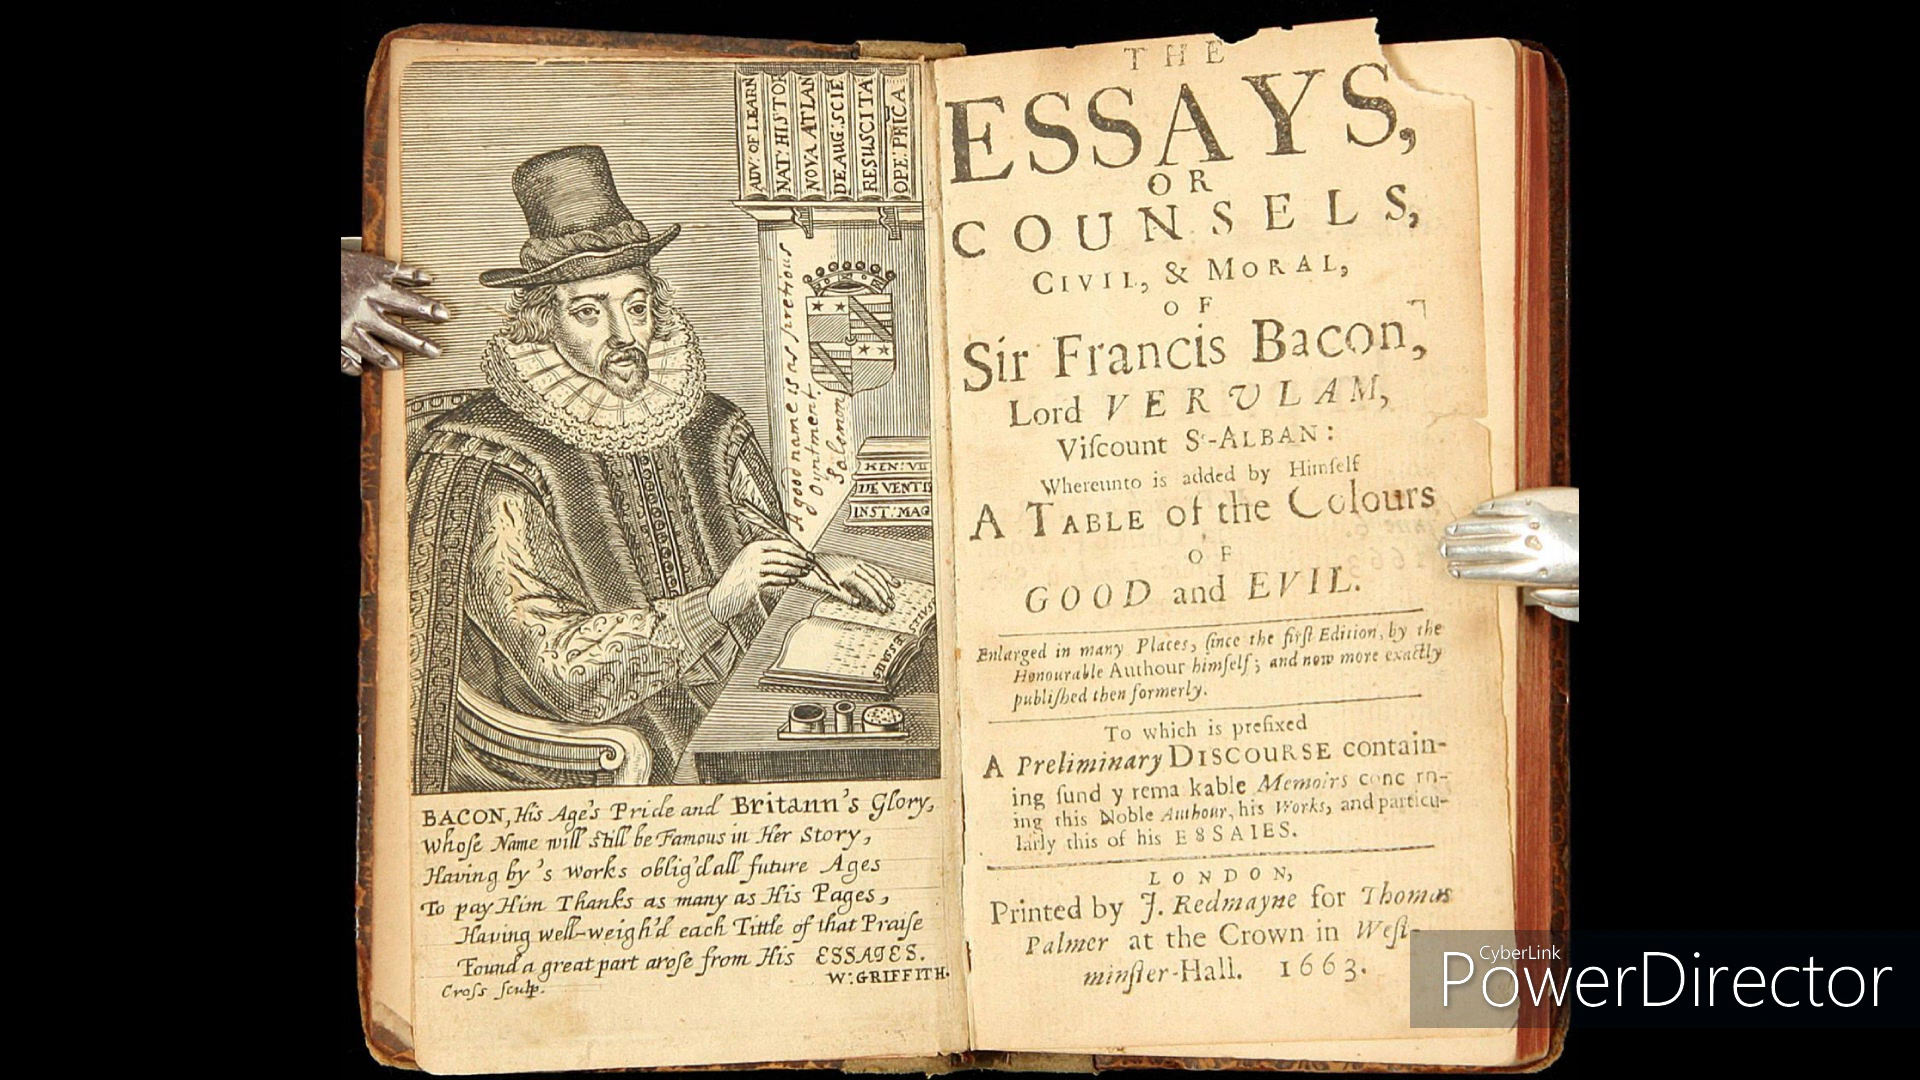 ADV: OF LEARN
NAT: HISTOR
NOVA ATLAN
DE AUG: SCIE
RESUSCITA
OPE: PHICA
A good name is as pretious
Oyntment.
Salomon
HEN: VII
DE VENTIS
INST: MAG
ESSAIES
BACON, His Age's Pride and Britann's Glory,
Whoſe Name will still be Famous in Her Story,
Having by's Works oblig'd all future Ages
To pay Him Thanks as many as His Pages,
Having well-weigh'd each Tittle of that Praiſe
Found a great part aroſe from His ESSAIES.
W: GRIFFITH.
Croſs ſculp.
THE
ESSAYS,
OR
COUNSELS,
CIVIL, & MORAL,
OF
Sir Francis Bacon,
Lord VERULAM,
Viſcount St-ALBAN:
Whereunto is added by Himſelf
A TABLE of the Colours
OF
GOOD and EVIL.
Enlarged in many Places, ſince the firſt Edition, by the
Honourable Authour himſelf; and now more exactly
publiſhed then formerly.
To which is prefixed
A Preliminary DISCOURSE contain-
ing ſund y rema kable Memoirs conc rn-
ing this Noble Authour, his Works, and particu-
larly this of his ESSAIES.
LONDON,
Printed by J. Redmayne for Thomas
Palmer at the Crown in Weſt-
minſter-Hall. 1663.
CyberLink
PowerDirector